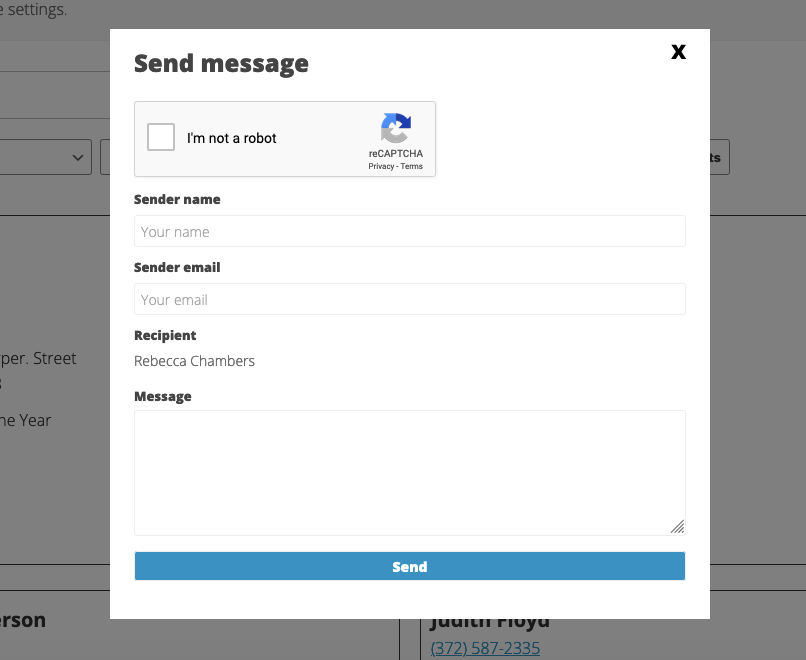 e settings.
Send message
X
I'm not a robot
reCAPTCHA
Privacy - Terms
ts
Sender name
Your name
Sender email
Your email
Recipient
per. Street
Rebecca Chambers
Message
ne Year
Send
erson
Judith Floyd
(372) 587-2335